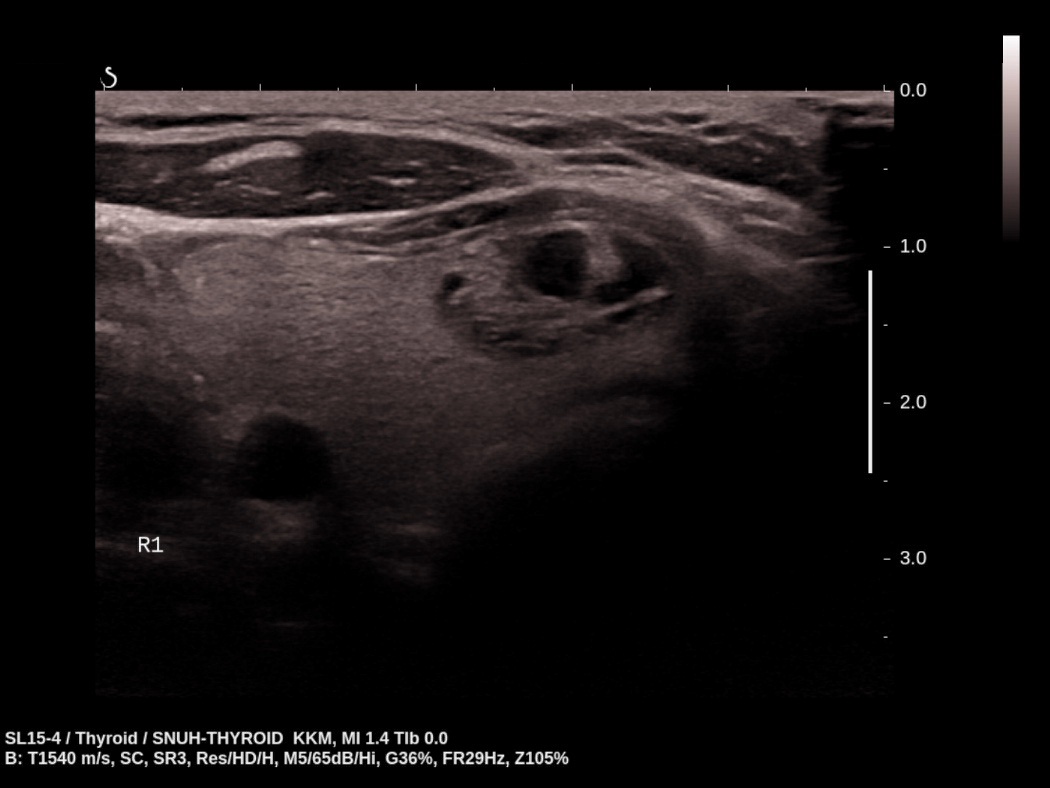 S
0.0
1.0
2.0
3.0
R1
SL15-4 / Thyroid / SNUH-THYROID KKM, MI 1.4 TIb 0.0
B: T1540 m/s, SC, SR3, Res/HD/H, M5/65dB/Hi, G36%, FR29Hz, Z105%